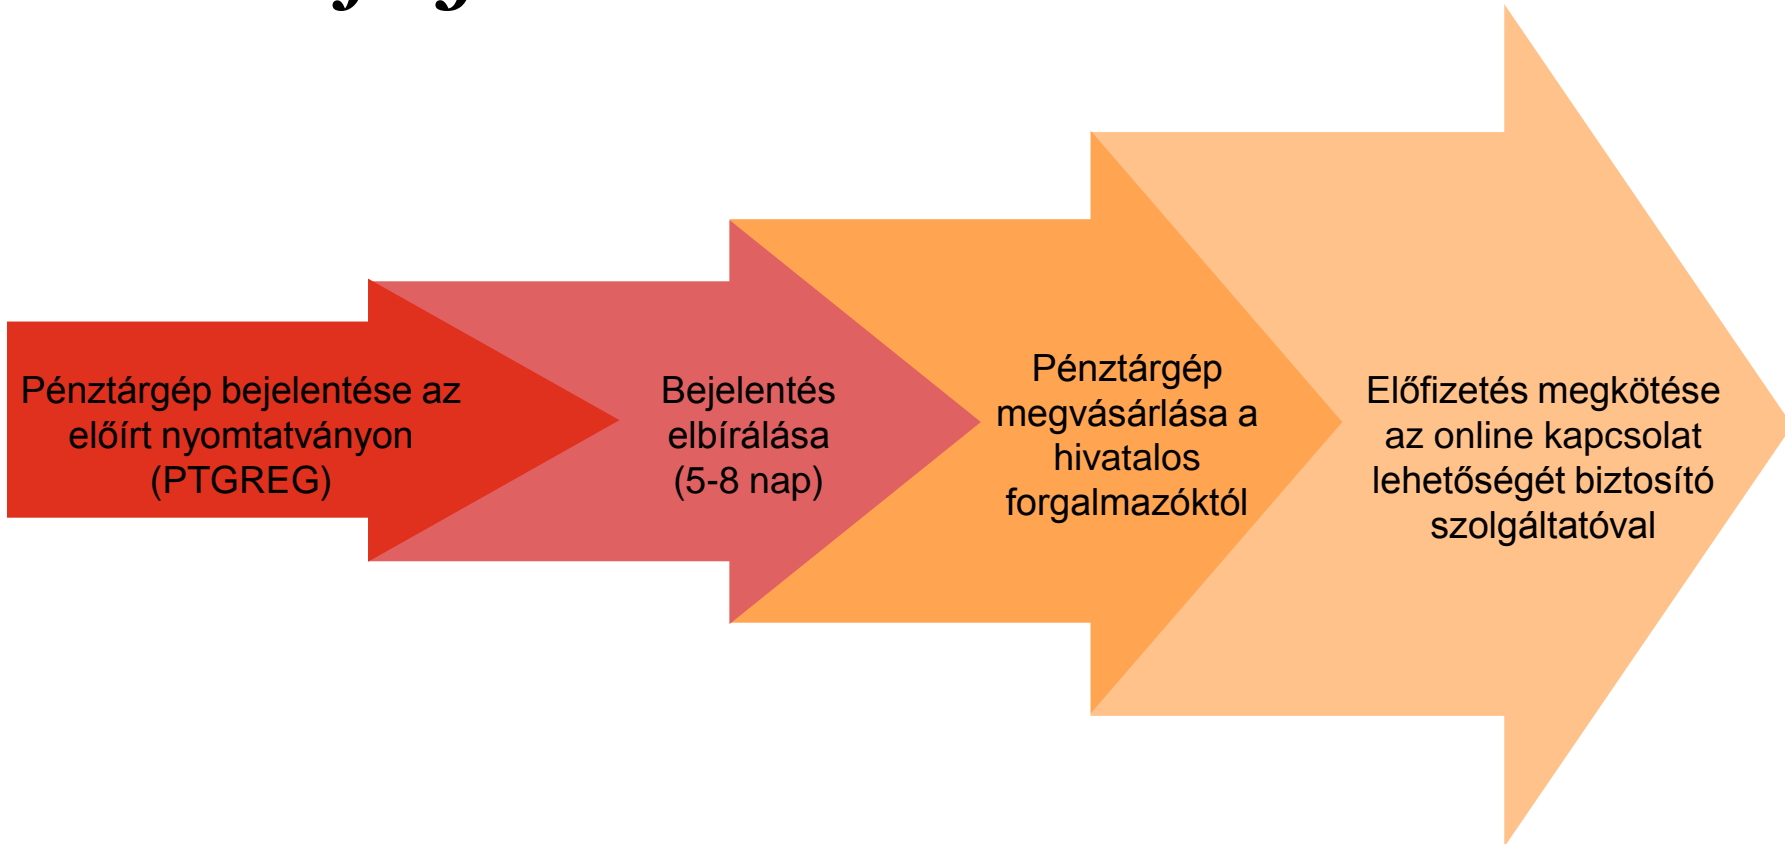 Pénztárgép bejelentése az
előírt nyomtatványon
(PTGREG)
Bejelentés
elbírálása
(5-8 nap)
Pénztárgép
megvásárlása a
hivatalos
forgalmazóktól
Előfizetés megkötése
az online kapcsolat
lehetőségét biztosító
szolgáltatóval